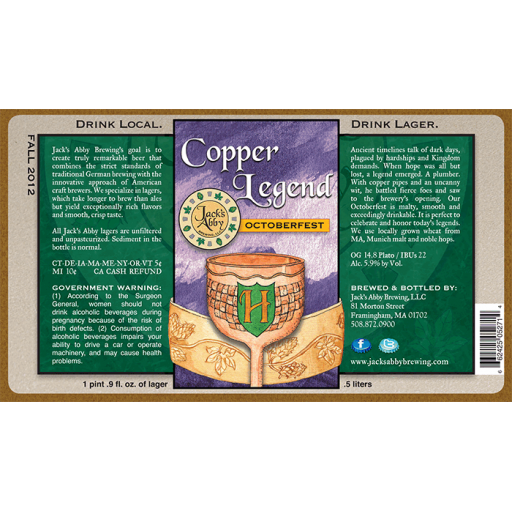 DRINK LOCAL.
FALL 2012
Jack's Abby Brewing's goal is to
create truly remarkable beer that
combines the strict standards of
traditional German brewing with the
innovative approach of American
craft brewers. We specialize in lagers,
which take longer to brew than ales
but yield exceptionally rich flavors
and smooth, crisp taste.
All Jack's Abby lagers are unfiltered
and unpasteurized. Sediment in the
bottle is normal.
CT-DE-IA-MA-ME-NY-OR-VT 5¢
MI 10¢ CA CASH REFUND
GOVERNMENT WARNING:
(1) According to the Surgeon
General, women should not
drink alcoholic beverages during
pregnancy because of the risk of
birth defects. (2) Consumption of
alcoholic beverages impairs your
ability to drive a car or operate
machinery, and may cause health
problems.
1 pint .9 fl. oz. of lager
Copper
Legend
Jack's
Abby
OCTOBERFEST
H
DRINK LAGER.
Ancient timelines talk of dark days,
plagued by hardships and Kingdom
demands. When hope was all but
lost, a legend emerged. A plumber.
With copper pipes and an uncanny
wit, he battled fierce foes and saw
to the brewery's opening. Our
Octoberfest is malty, smooth and
exceedingly drinkable. It is perfect to
celebrate and honor today's legends.
We use locally grown wheat from
MA, Munich malt and noble hops.
OG 14.8 Plato / IBUs 22
Alc. 5.9% by Vol.
BREWED & BOTTLED BY:
Jack's Abby Brewing, LLC
81 Morton Street
Framingham, MA 01702
508.872.0900
f
www.jacksabbybrewing.com
.5 liters
6 62425 05271 4